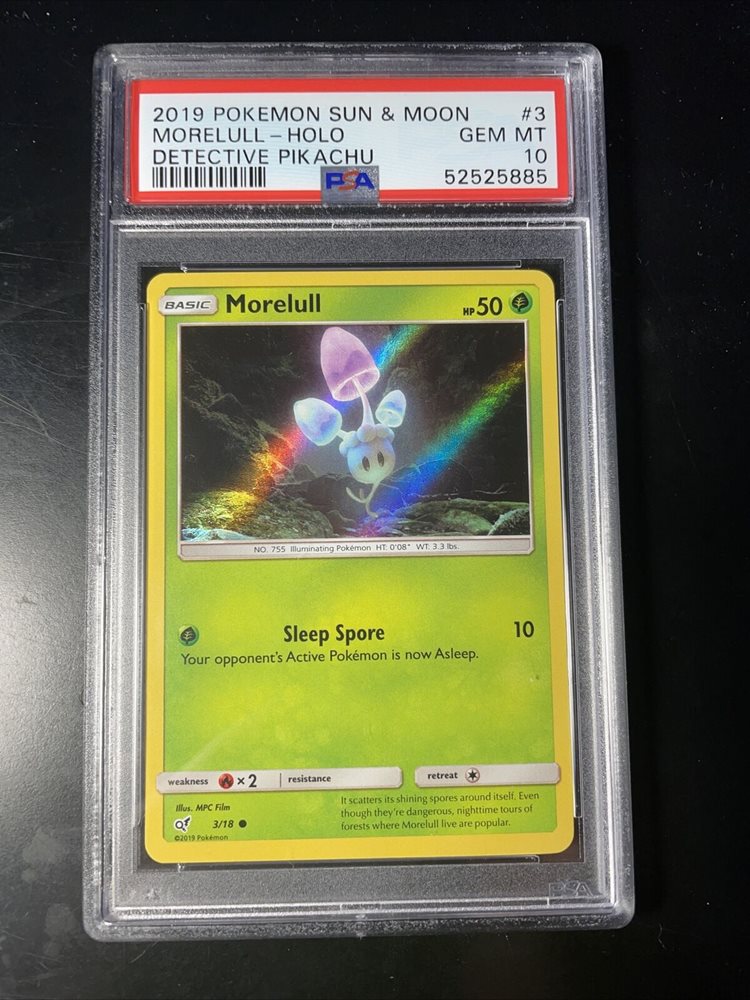 2019 POKEMON SUN & MOON #3
MORELULL - HOLO GEM MT
DETECTIVE PIKACHU 10
PSA 52525885
BASIC Morelull HP 50
NO. 755 Illuminating Pokémon HT: 0'08" WT: 3.3 lbs.
Sleep Spore 10
Your opponent's Active Pokémon is now Asleep.
weakness ×2 resistance retreat
Illus. MPC Film
3/18
©2019 Pokémon
It scatters its shining spores around itself. Even
though they're dangerous, nighttime tours of
forests where Morelull live are popular.
PSA